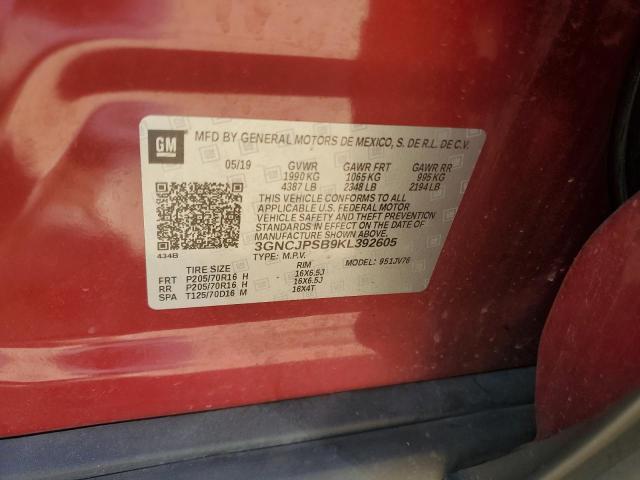 GM
MFD BY GENERAL MOTORS DE MEXICO, S. DE R.L. DE C.V.
05/19 GVWR GAWR FRT GAWR RR
1990 KG 1065 KG 995 KG
4387 LB 2348 LB 2194 LB
THIS VEHICLE CONFORMS TO ALL
APPLICABLE U.S. FEDERAL MOTOR
VEHICLE SAFETY AND THEFT PREVENTION
STANDARDS IN EFFECT ON THE DATE OF
MANUFACTURE SHOWN ABOVE.
3GNCJPSB9KL392605
434B
TYPE: M.P.V. MODEL: 951JV76
TIRE SIZE RIM
FRT P205/70R16 H 16X6.5J
RR P205/70R16 H 16X6.5J
SPA T125/70D16 M 16X4T